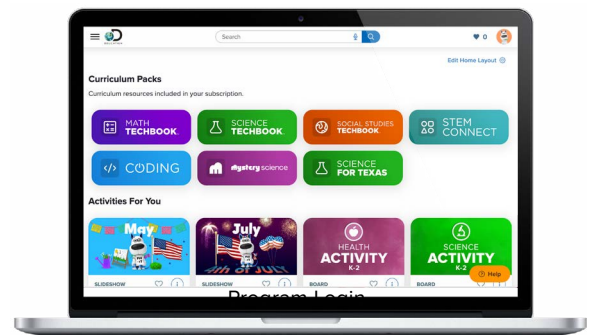 Search
0
Edit Home Layout
Curriculum Packs
Curriculum resources included in your subscription.
MATH
TECHBOOK.
SCIENCE
TECHBOOK.
SOCIAL STUDIES
TECHBOOK.
STEM
CONNECT
CODING
mystery science
SCIENCE
FOR TEXAS
Activities For You
May
July
4th OF JULY
HEALTH
ACTIVITY
K-2
SCIENCE
ACTIVITY
K-2
Help
SLIDESHOW
SLIDESHOW
BOARD
BOARD
Program Login